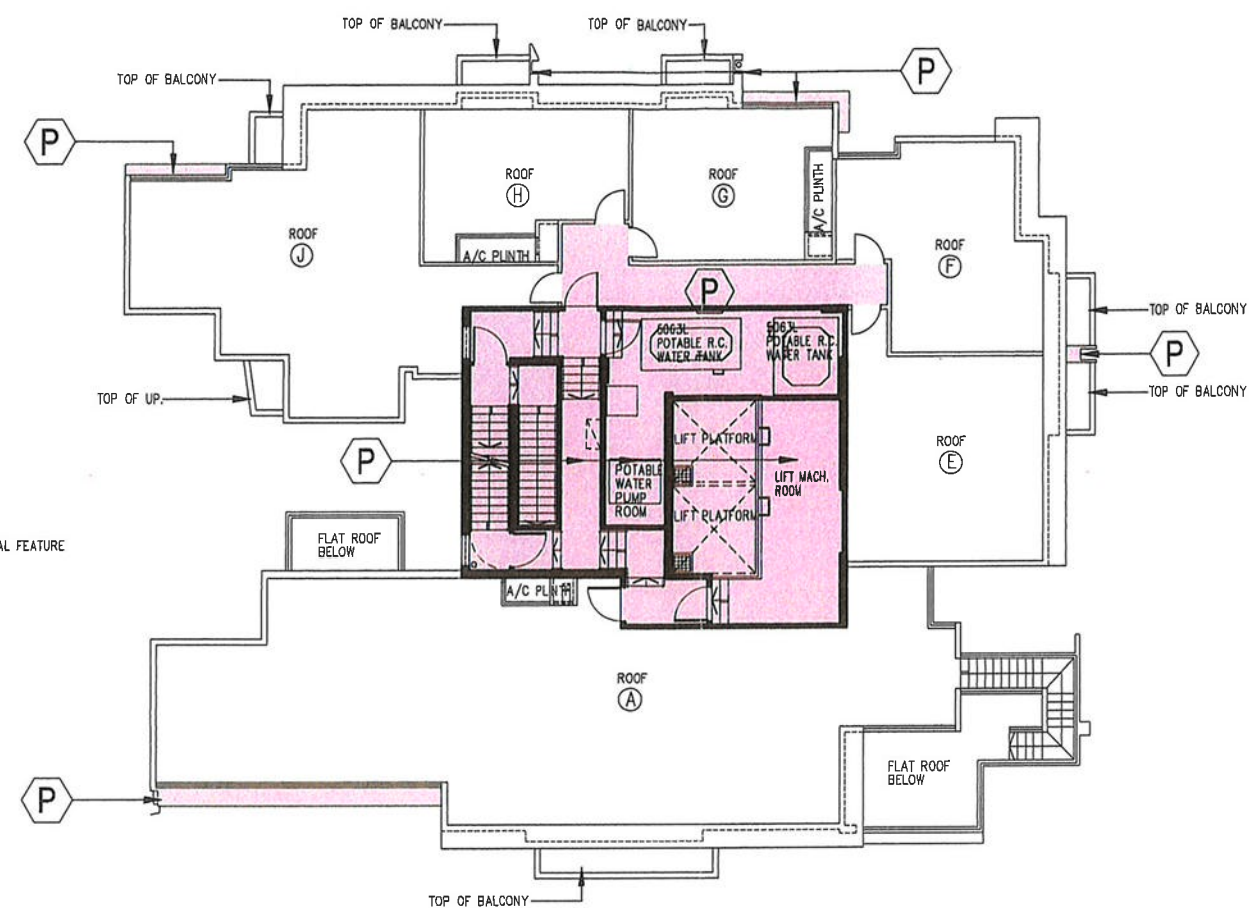 TOP OF BALCONY
TOP OF BALCONY
TOP OF BALCONY
P
P
ROOF
H
ROOF
G
A/C PLINTH
ROOF
J
A/C PLINTH
ROOF
F
P
TOP OF BALCONY
P
TOP OF BALCONY
POTABLE R.C.
WATER TANK
POTABLE R.C.
WATER TANK
TOP OF UP.
LIFT PLATFORM
ROOF
E
P
POTABLE
WATER
PUMP
ROOM
LIFT MACH.
ROOM
LIFT PLATFORM
AL FEATURE
FLAT ROOF
BELOW
A/C PLINTH
ROOF
A
FLAT ROOF
BELOW
P
TOP OF BALCONY